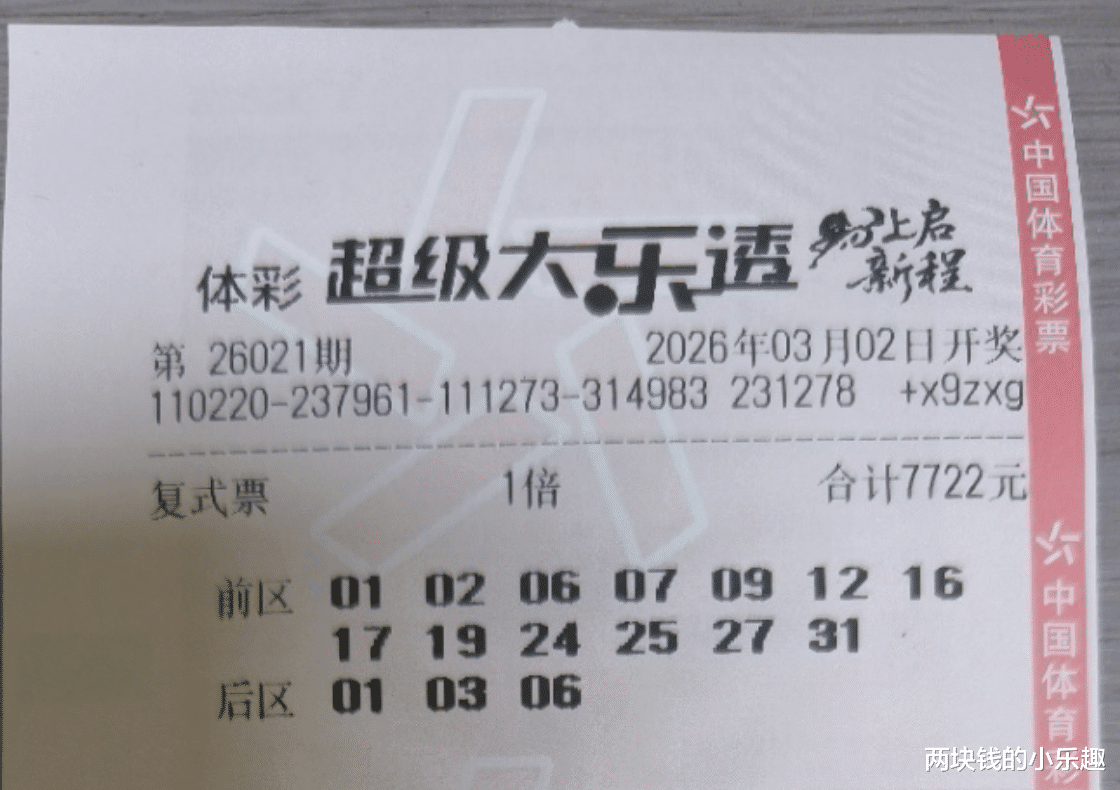 体彩 超级大乐透 马上启
新程
第 26021期 2026年03月02日开奖
110220-237961-111273-314983 231278 +x9zxg
复式票 1倍 合计7722元
前区 01 02 06 07 09 12 16
17 19 24 25 27 31
后区 01 03 06
中国体育彩票
中国体育彩
两块钱的小乐趣